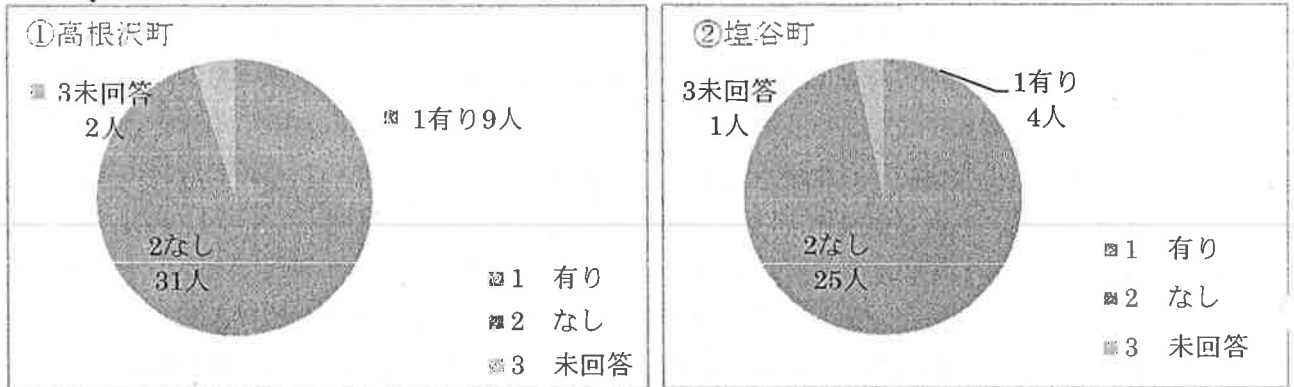 ①高根沢町
3未回答
2人
1有り9人
2なし
31人
1 有り
2 なし
3 未回答
②塩谷町
3未回答
1人
1有り
4人
2なし
25人
1 有り
2 なし
3 未回答